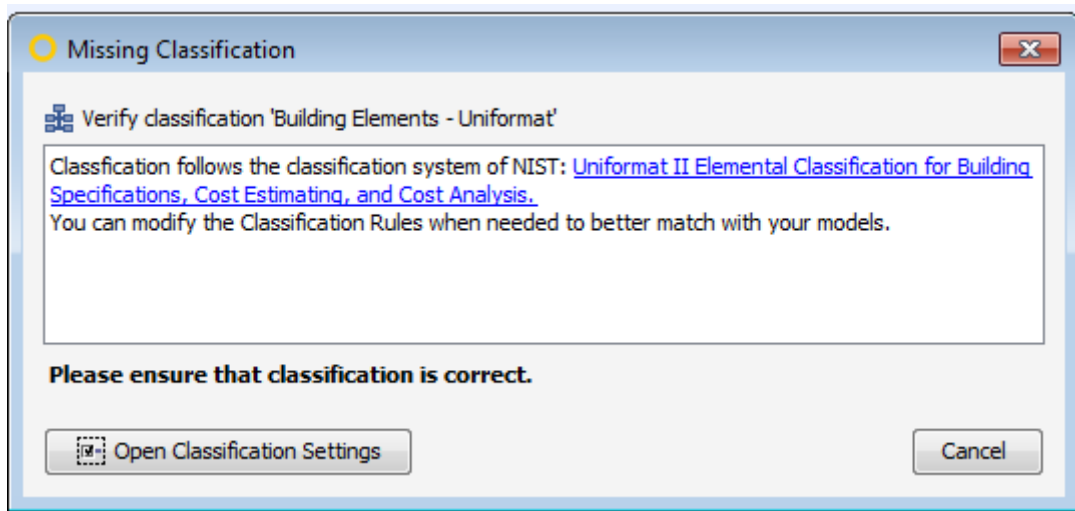 Missing Classification
Verify classification 'Building Elements - Uniformat'
Classfication follows the classification system of NIST: Uniformat II Elemental Classification for Building
Specifications, Cost Estimating, and Cost Analysis.
You can modify the Classification Rules when needed to better match with your models.
Please ensure that classification is correct.
Open Classification Settings
Cancel